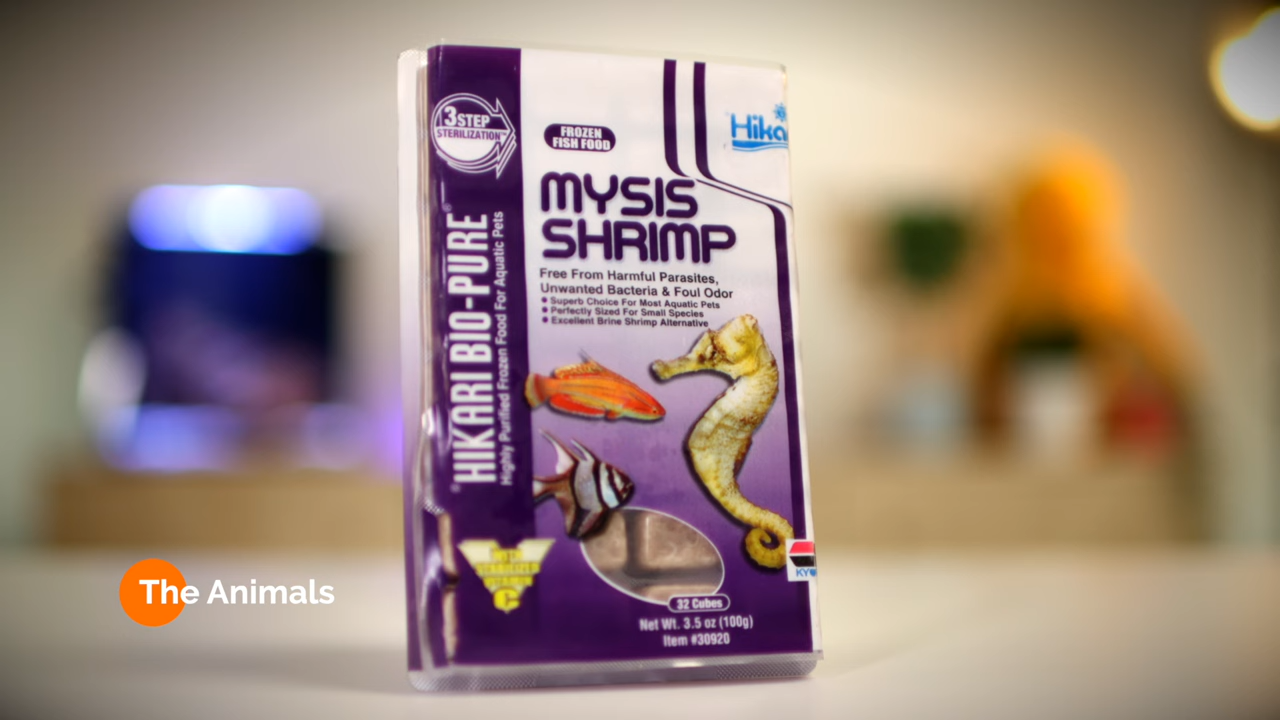 3 STEP
STERILIZATION™
FROZEN
FISH FOOD
Hika
MYSIS
SHRIMP
Free From Harmful Parasites,
Unwanted Bacteria & Foul Odor
• Superb Choice For Most Aquatic Pets
• Perfectly Sized For Small Species
• Excellent Brine Shrimp Alternative
HIKARI BIO-PURE®
Highly Purified Frozen Food For Aquatic Pets
C
32 Cubes
Net Wt. 3.5 oz (100g)
Item #30920
KYO
The Animals